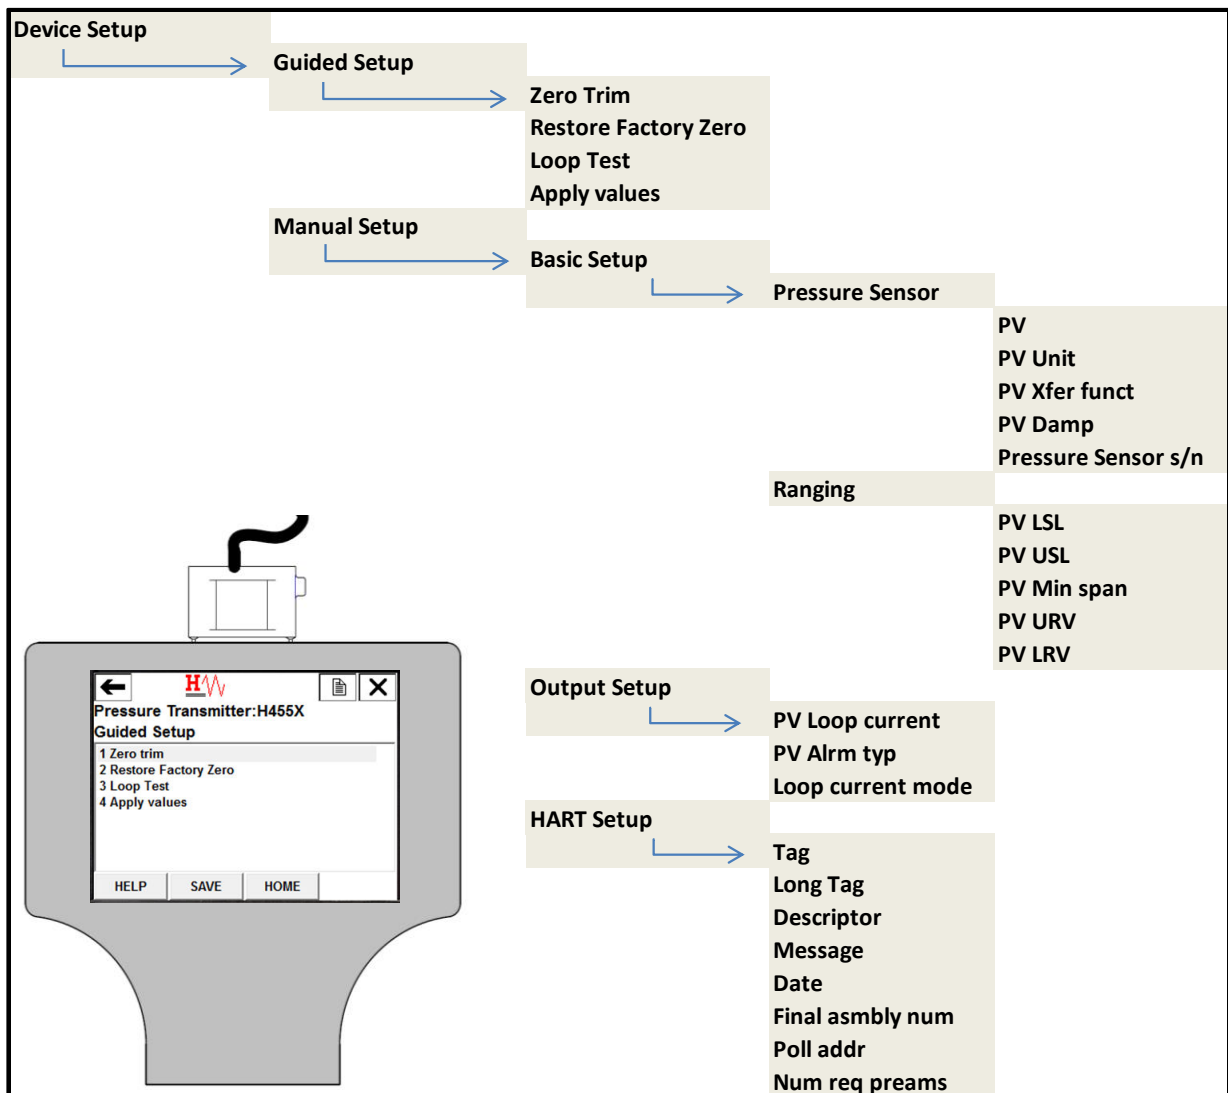 Device Setup
Guided Setup
Zero Trim
Restore Factory Zero
Loop Test
Apply values
Manual Setup
Basic Setup
Pressure Sensor
PV
PV Unit
PV Xfer funct
PV Damp
Pressure Sensor s/n
Ranging
PV LSL
PV USL
PV Min span
PV URV
PV LRV
Output Setup
PV Loop current
PV Alrm typ
Loop current mode
HART Setup
Tag
Long Tag
Descriptor
Message
Date
Final asmbly num
Poll addr
Num req preams
H
Pressure Transmitter:H455X
Guided Setup
1 Zero trim
2 Restore Factory Zero
3 Loop Test
4 Apply values
HELP SAVE HOME